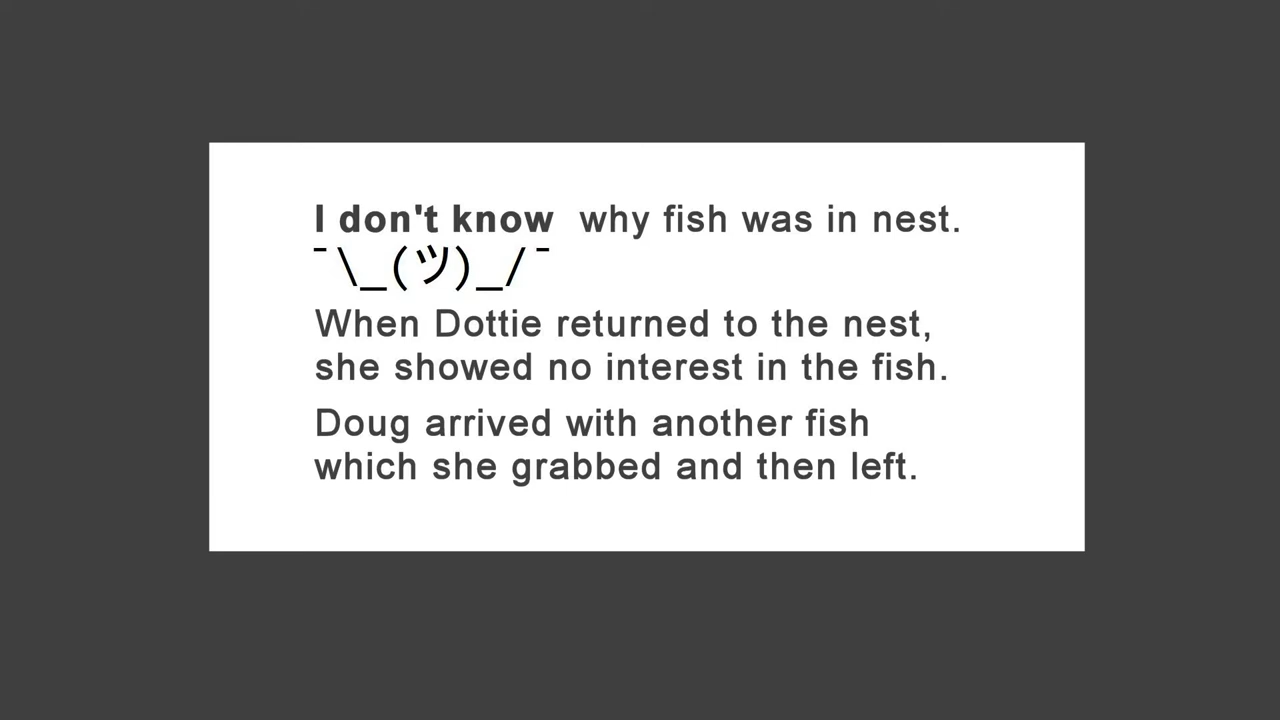 I don't know why fish was in nest.
¯\_(ツ)_/¯
When Dottie returned to the nest,
she showed no interest in the fish.
Doug arrived with another fish
which she grabbed and then left.